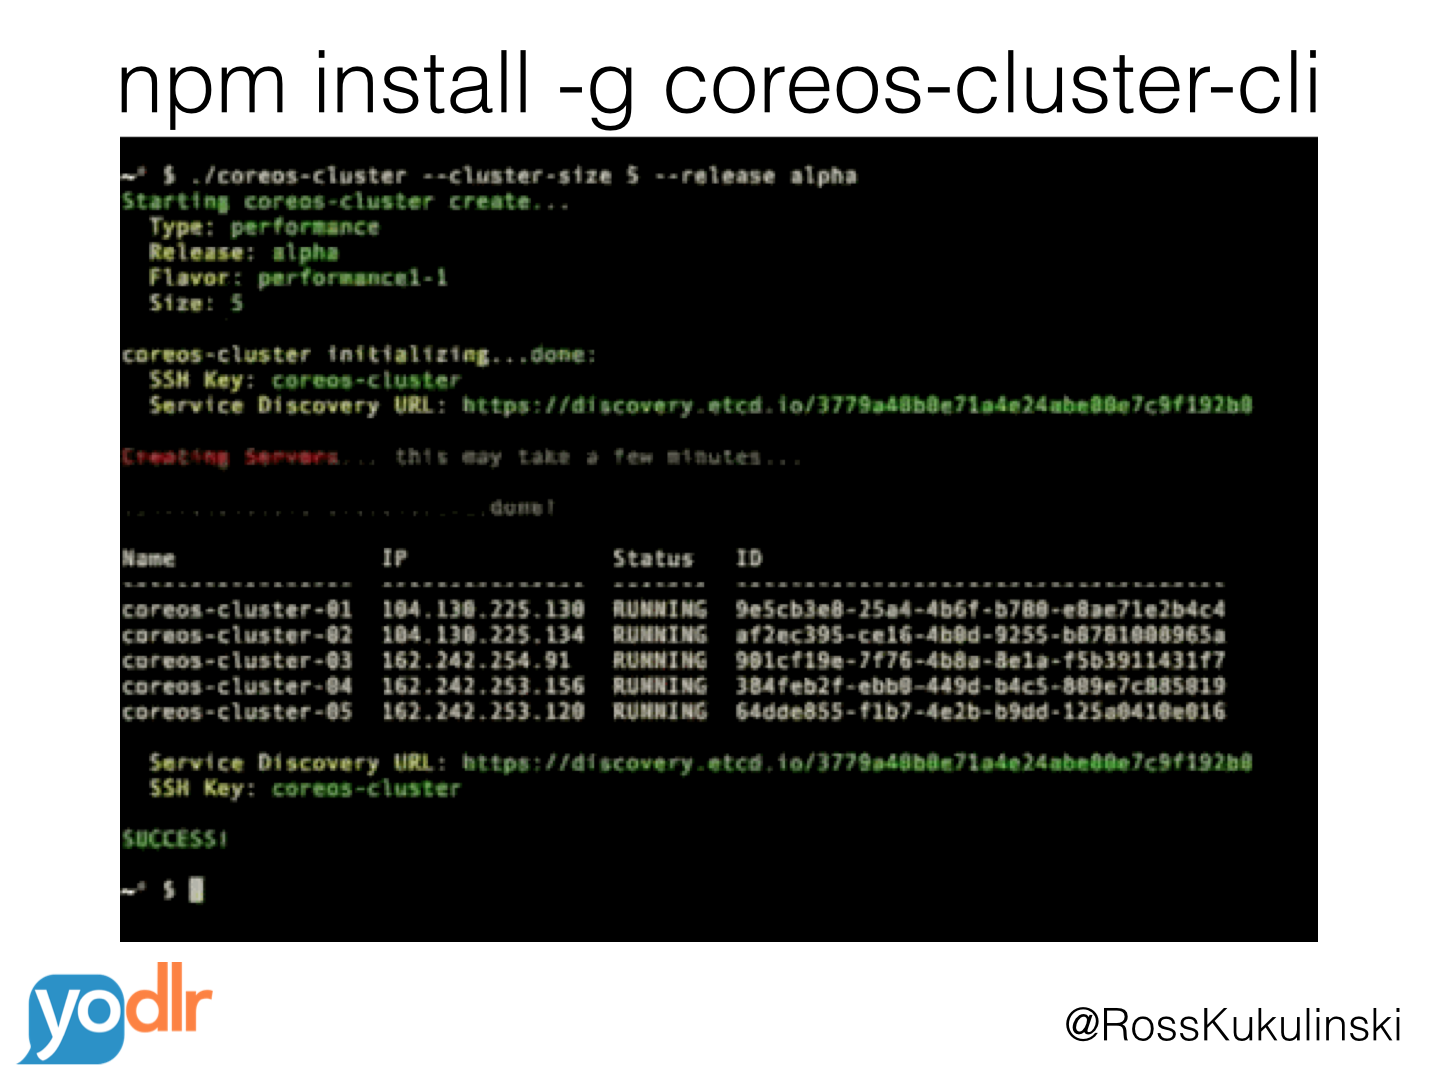 npm install -g coreos-cluster-cli
~ $ ./coreos-cluster --cluster-size 5 --release alpha
Starting coreos-cluster create...
Type: performance
Release: alpha
Flavor: performance1-1
Size: 5
coreos-cluster initializing...done:
SSH Key: coreos-cluster
Service Discovery URL: https://discovery.etcd.io/3779a40b0e71a4e24abe00e7c9f192b0
Creating Servers... this may take a few minutes...
done!
Name IP Status ID
coreos-cluster-01 104.130.225.130 RUNNING 9e5cb3e8-25a4-4b6f-b780-e8ae71e2b4c4
coreos-cluster-02 104.130.225.134 RUNNING af2ec395-ce16-4b0d-9255-b8781008965a
coreos-cluster-03 162.242.254.91 RUNNING 901cf19e-7f76-4b8a-8e1a-f5b3911431f7
coreos-cluster-04 162.242.253.156 RUNNING 384feb2f-ebb0-449d-b4c5-809e7c885019
coreos-cluster-05 162.242.253.120 RUNNING 64dde855-f1b7-4e2b-b9dd-125a0410e016
Service Discovery URL: https://discovery.etcd.io/3779a40b0e71a4e24abe00e7c9f192b0
SSH Key: coreos-cluster
SUCCESS!
~ $
yodlr
@RossKukulinski